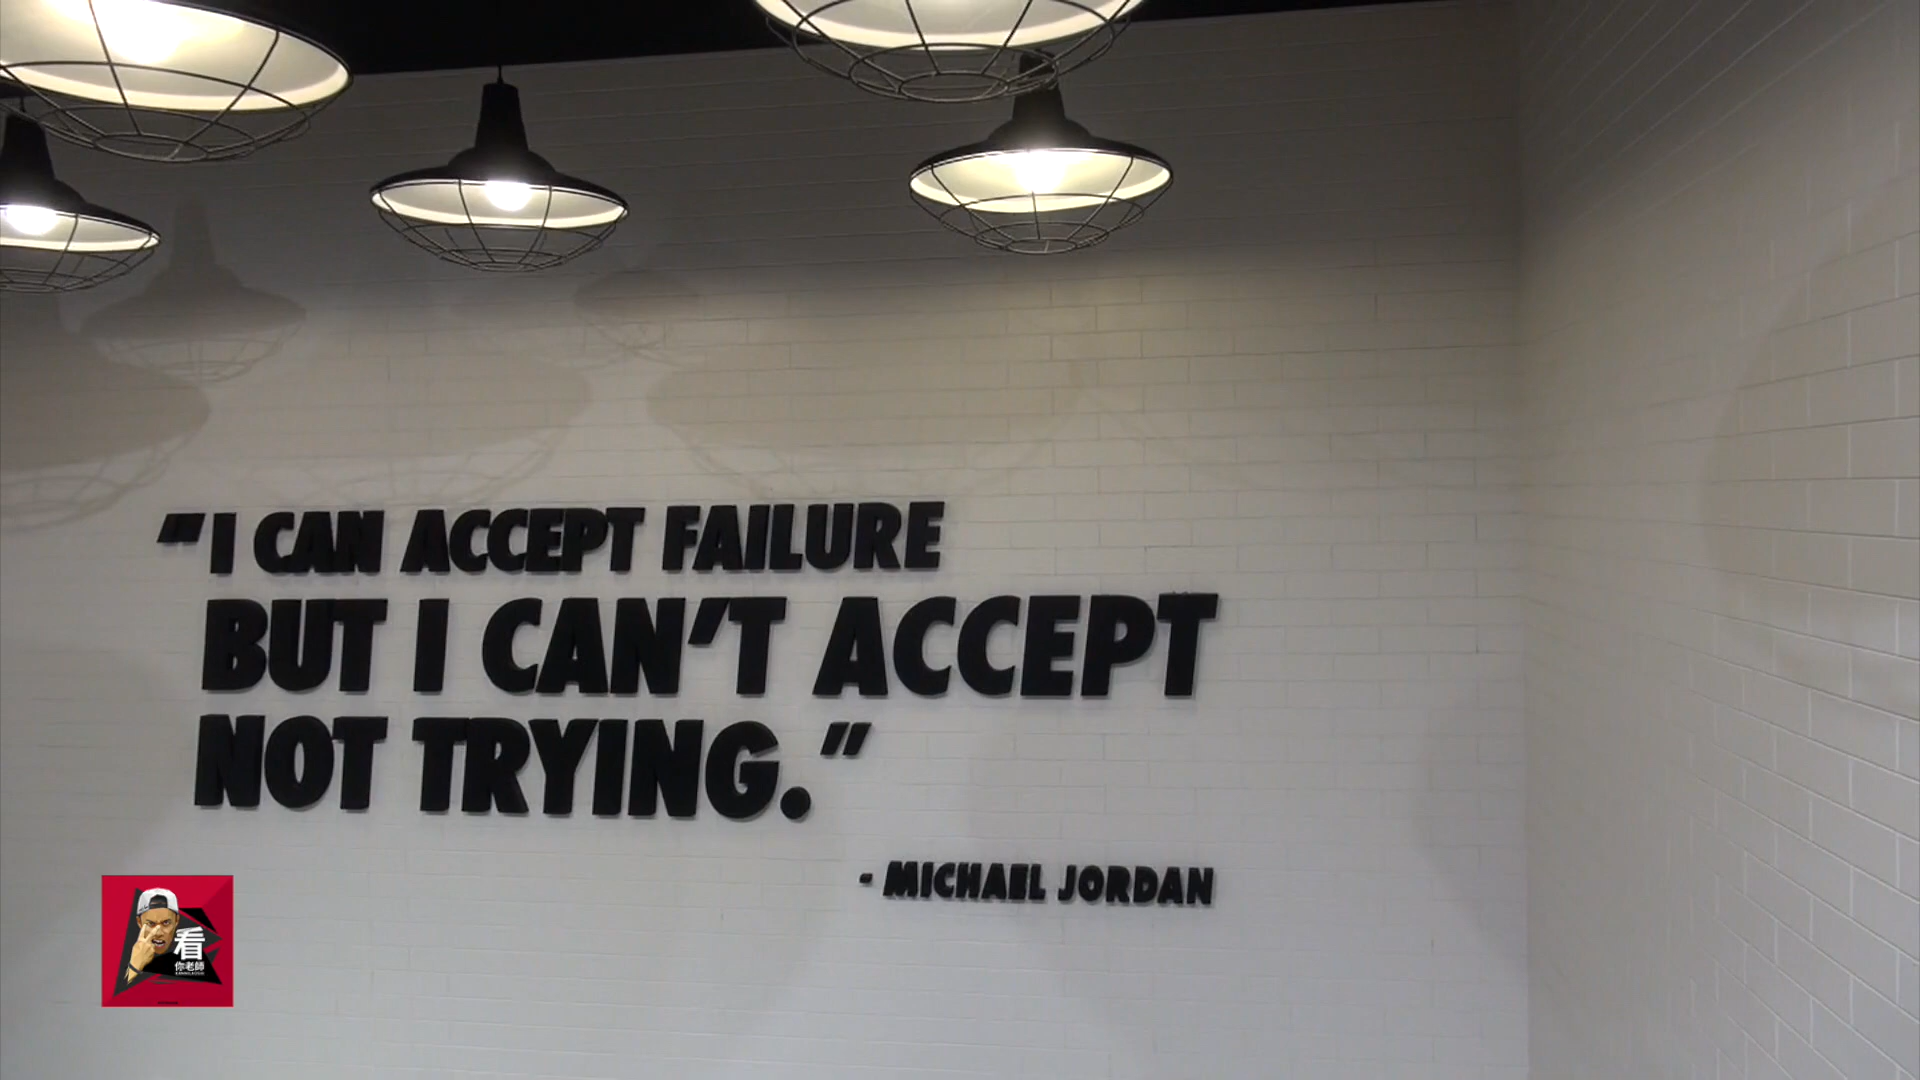 “I CAN ACCEPT FAILURE
BUT I CAN’T ACCEPT
NOT TRYING.”
- MICHAEL JORDAN
看
你老師